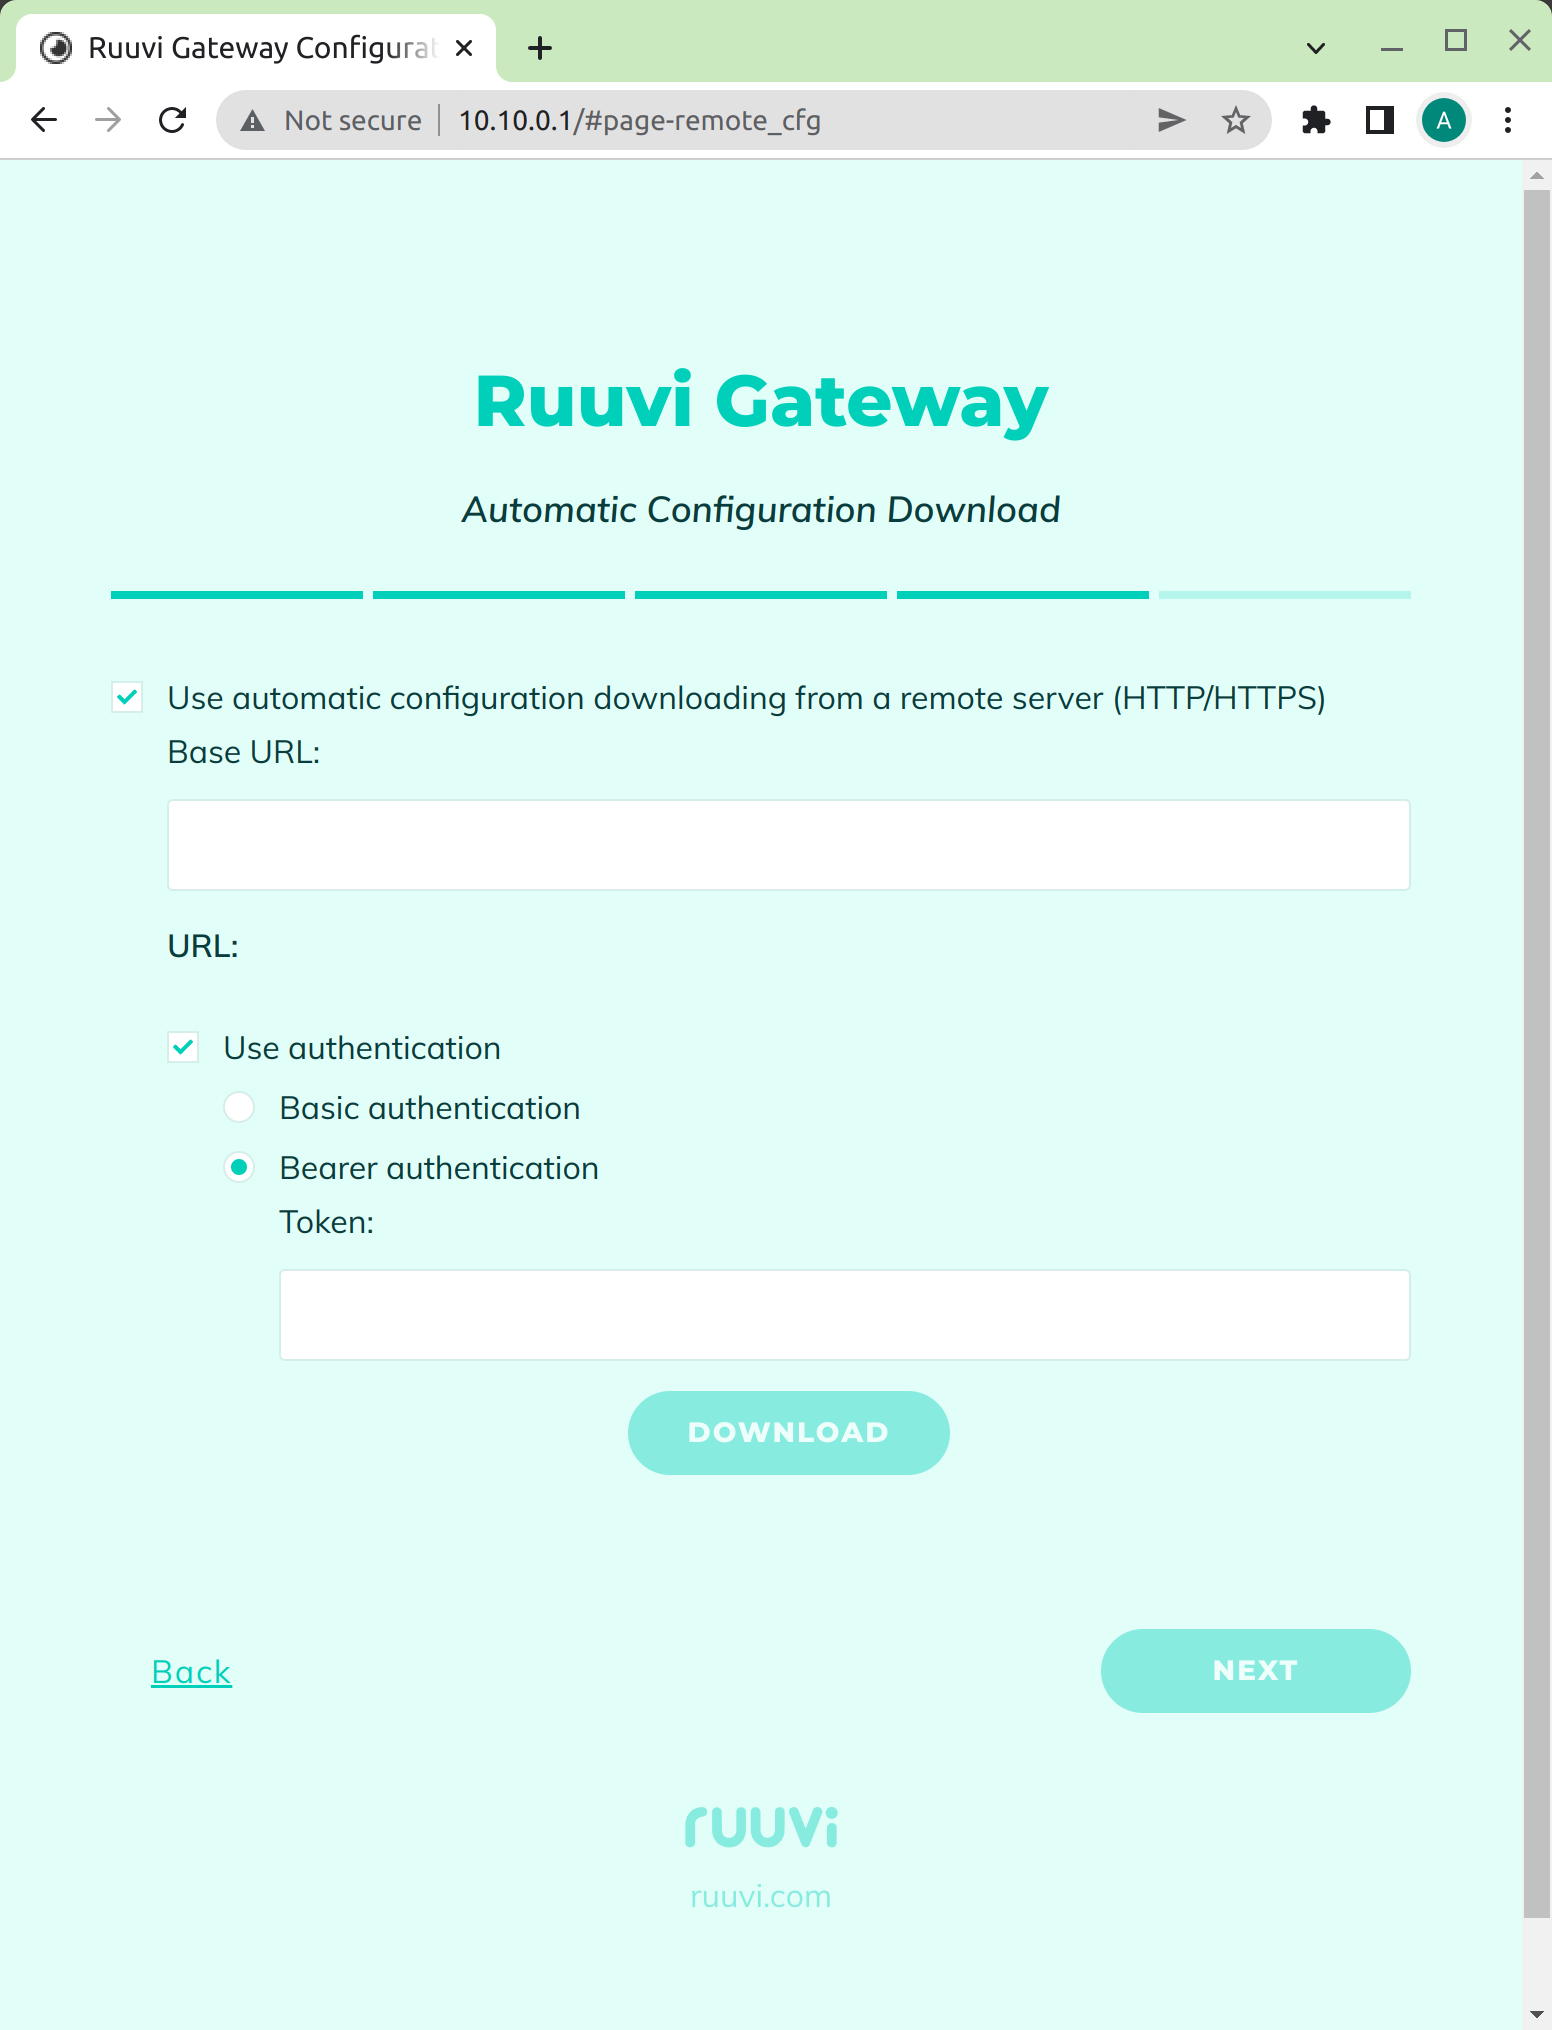 Ruuvi Gateway Configurat
Not secure
10.10.0.1/#page-remote_cfg
A
Ruuvi Gateway
Automatic Configuration Download
Use automatic configuration downloading from a remote server (HTTP/HTTPS)
Base URL:
URL:
Use authentication
Basic authentication
Bearer authentication
Token:
DOWNLOAD
Back
NEXT
ruuvi
ruuvi.com